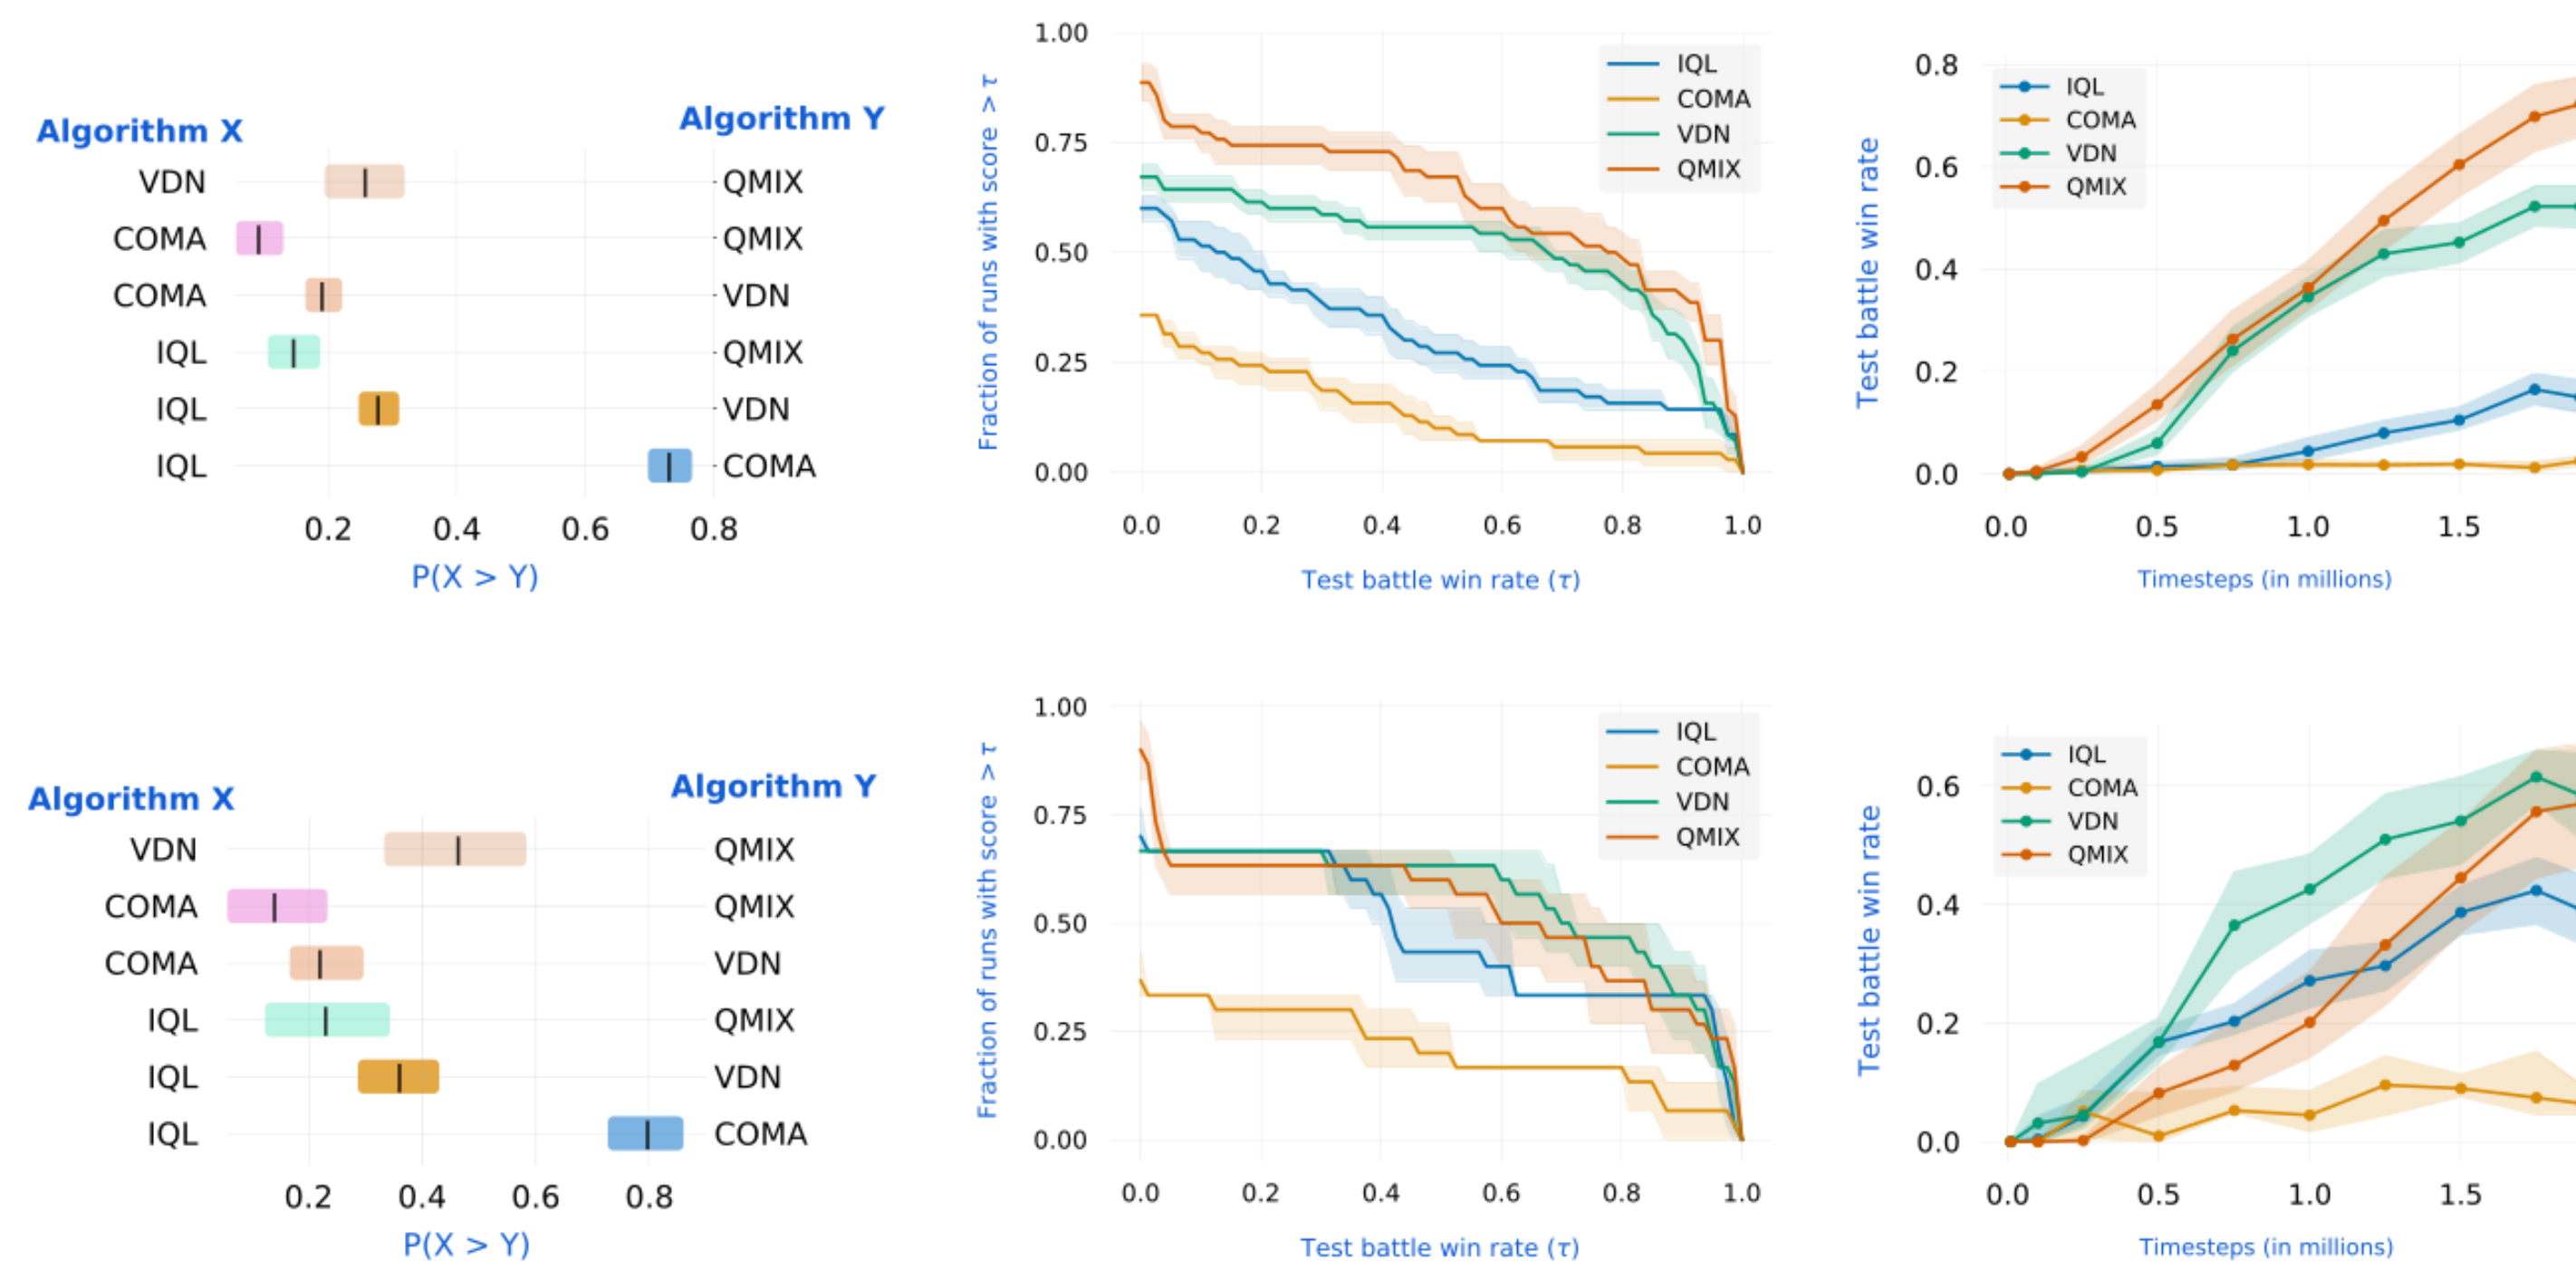 Algorithm X
Algorithm Y
VDN QMIX
COMA QMIX
COMA VDN
IQL QMIX
IQL VDN
IQL COMA
0.2 0.4 0.6 0.8
P(X > Y)
Fraction of runs with score > τ
1.00
0.75
0.50
0.25
0.00
IQL
COMA
VDN
QMIX
0.0 0.2 0.4 0.6 0.8 1.0
Test battle win rate (τ)
Test battle win rate
0.8
0.6
0.4
0.2
0.0
IQL
COMA
VDN
QMIX
0.0 0.5 1.0 1.5
Timesteps (in millions)
Algorithm X
Algorithm Y
VDN QMIX
COMA QMIX
COMA VDN
IQL QMIX
IQL VDN
IQL COMA
0.2 0.4 0.6 0.8
P(X > Y)
Fraction of runs with score > τ
1.00
0.75
0.50
0.25
0.00
IQL
COMA
VDN
QMIX
0.0 0.2 0.4 0.6 0.8 1.0
Test battle win rate (τ)
Test battle win rate
0.6
0.4
0.2
0.0
IQL
COMA
VDN
QMIX
0.0 0.5 1.0 1.5
Timesteps (in millions)